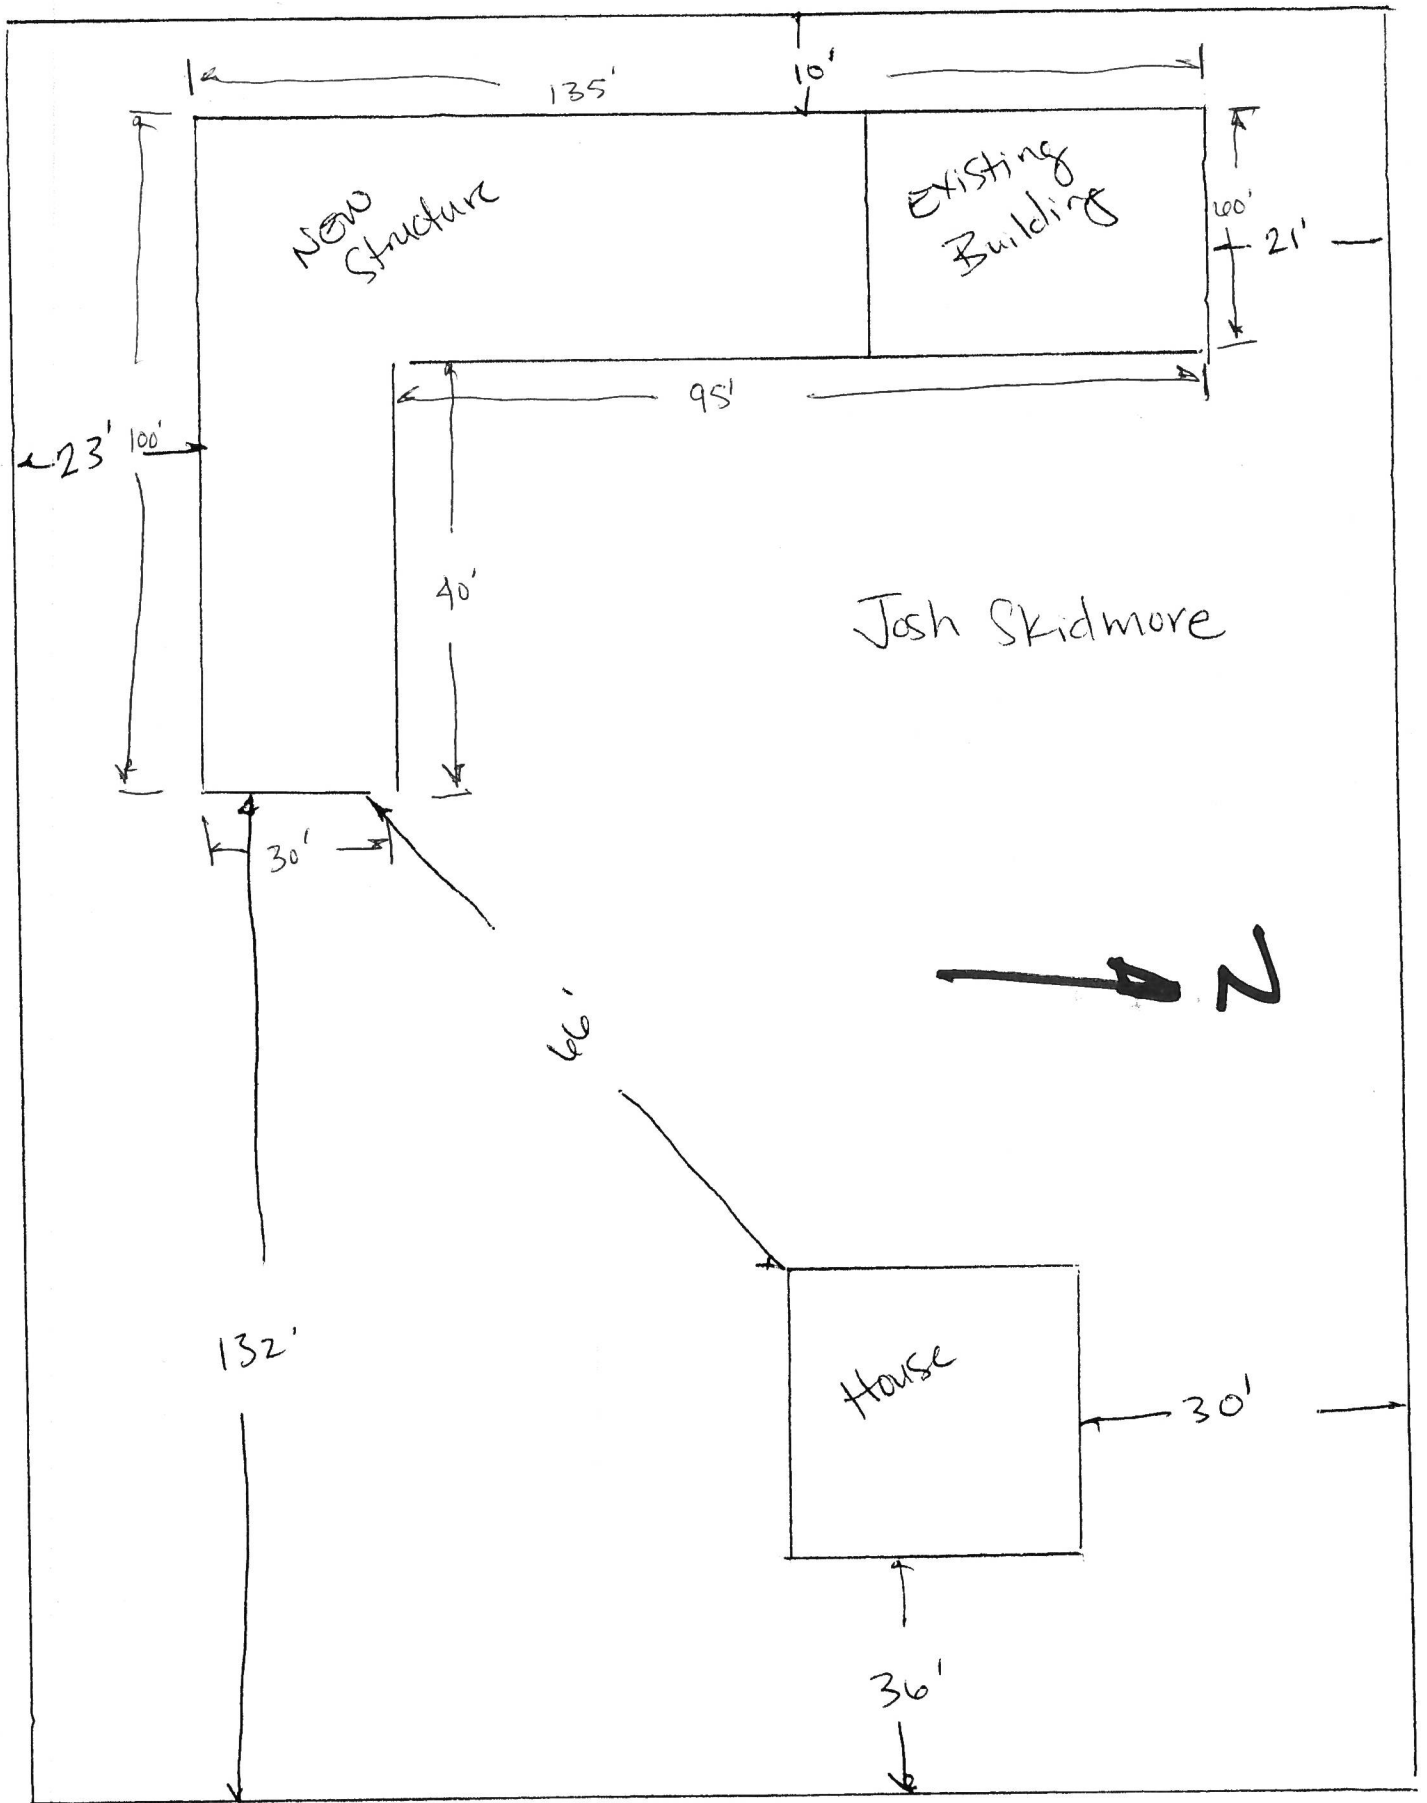 10'
135'
New
Structure
Existing
Building
60'
21'
95'
23'
100'
40'
Josh Skidmore
30'
N
66'
132'
House
30'
36'